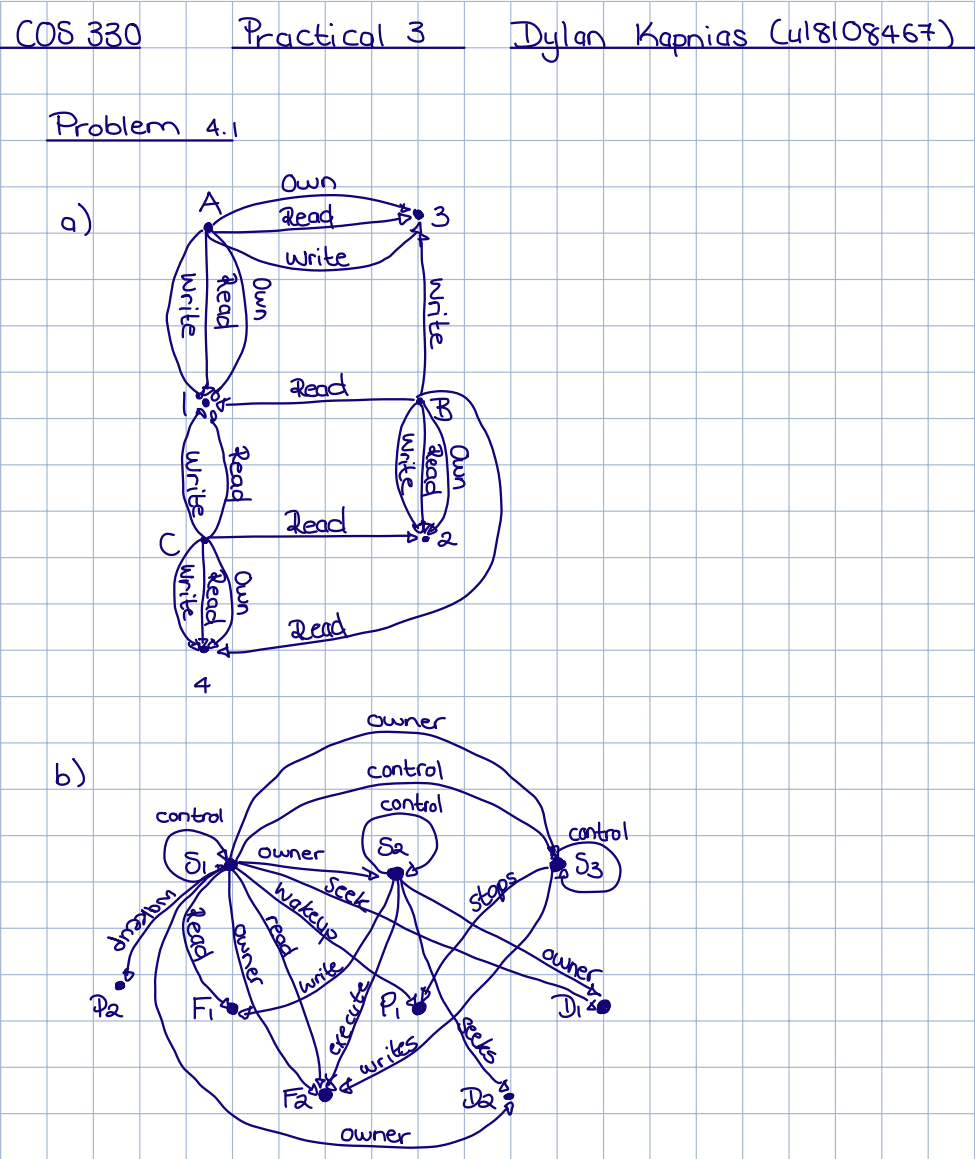 COS 330 Practical 3 Dylan Kapnias (u18108467)
Problem 4.1
a)
Own
A
Read
3
Write
Write
Read
Own
Write
1
Read
B
Write
Read
Write
Read
Own
C
Read
2
Write
Read
Own
Read
4
owner
b)
control
control
control
control
S1
owner
S2
S3
wakeup
Read
owner
read
wakeup
seek
stops
write
execute
owner
P2
F1
P1
D1
seeks
writes
F2
D2
owner